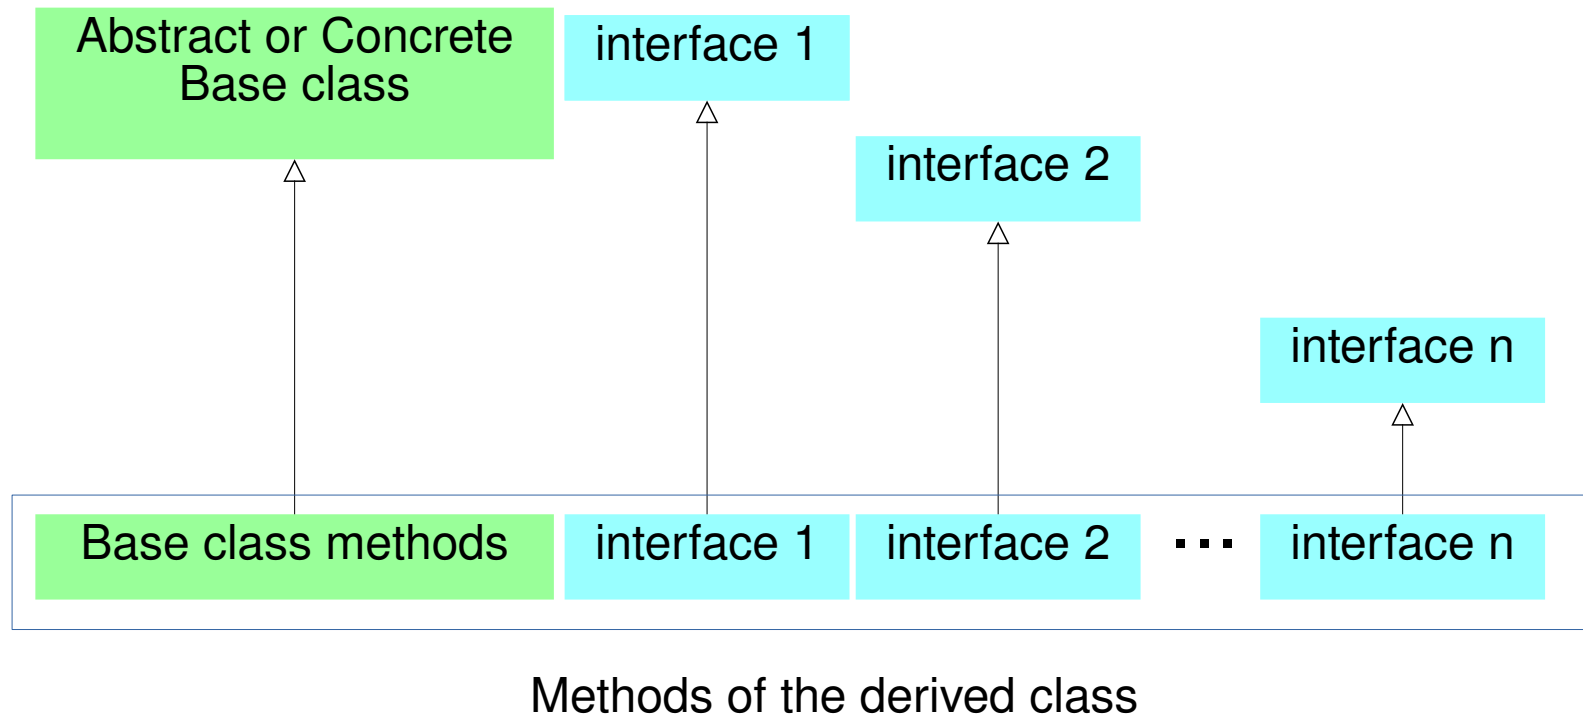 Abstract or Concrete
Base class
interface 1
interface 2
interface n
Base class methods
interface 1
interface 2
...
interface n
Methods of the derived class